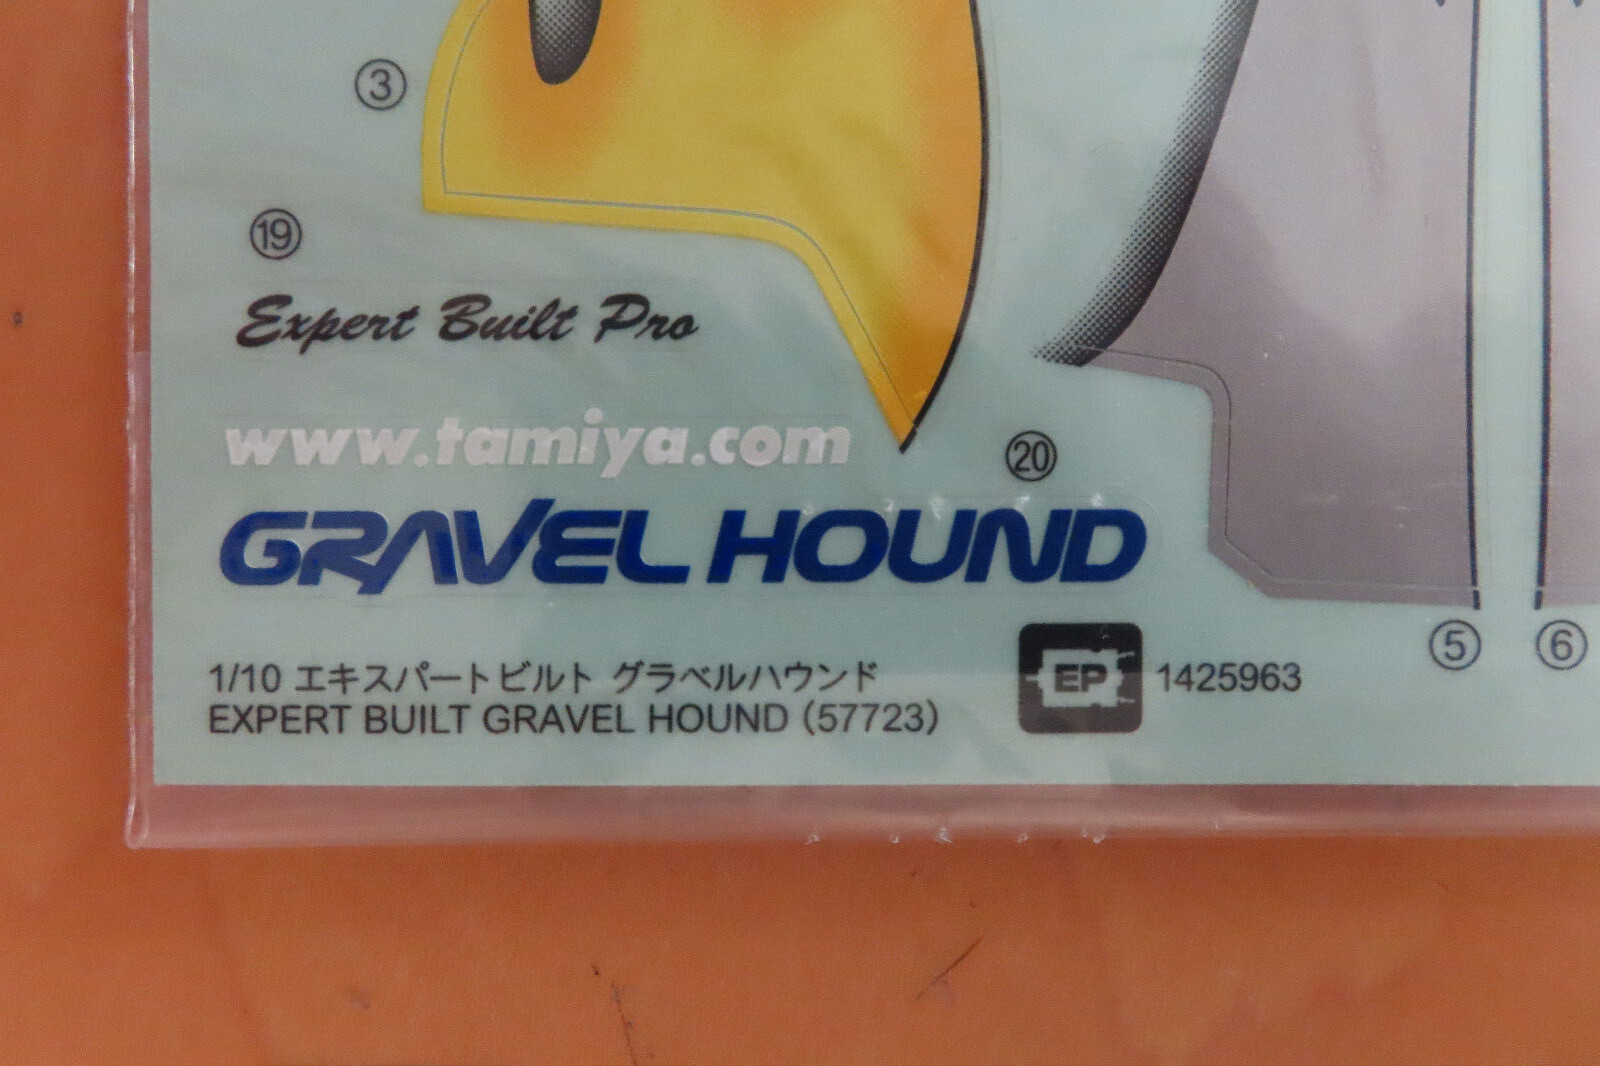 ③
⑲
Expert Built Pro
www.tamiya.com
⑳
GRAVEL HOUND
⑤ ⑥
1/10 エキスパートビルト グラベルハウンド
EP 1425963
EXPERT BUILT GRAVEL HOUND (57723)